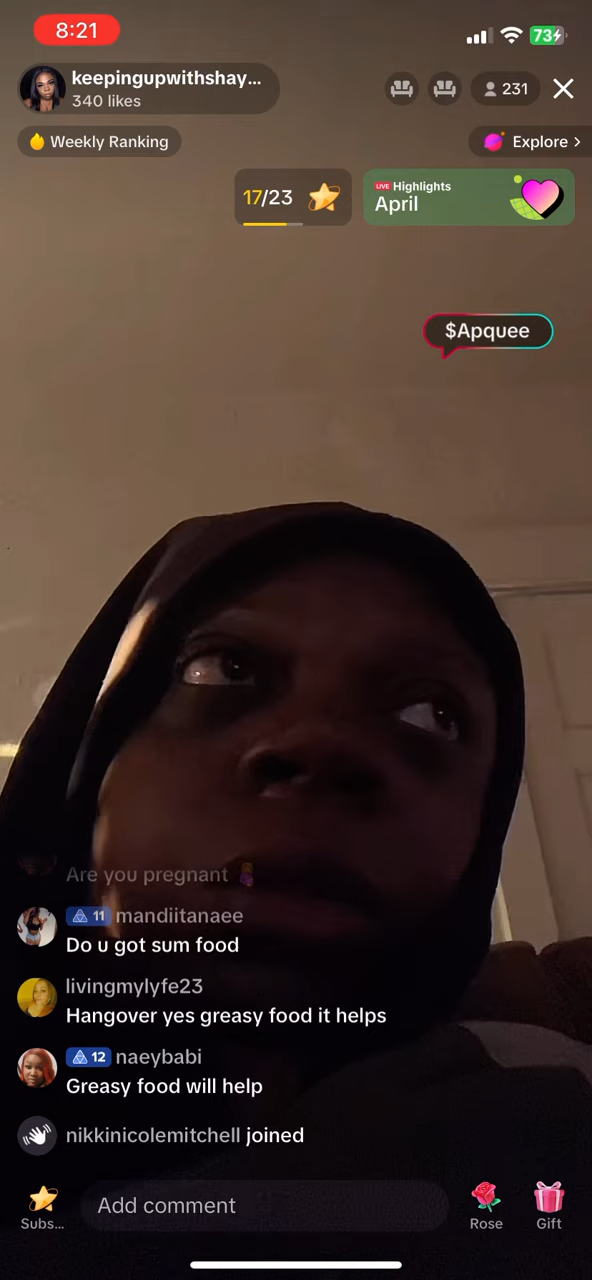 8:21
73
keepingupwithshay...
340 likes
231
Weekly Ranking
Explore >
17/23
LIVE Highlights
April
$Apquee
Are you pregnant
11 mandiitanaee
Do u got sum food
livingmylyfe23
Hangover yes greasy food it helps
12 naeybabi
Greasy food will help
nikkinicolemitchell joined
Subs...
Add comment
Rose
Gift